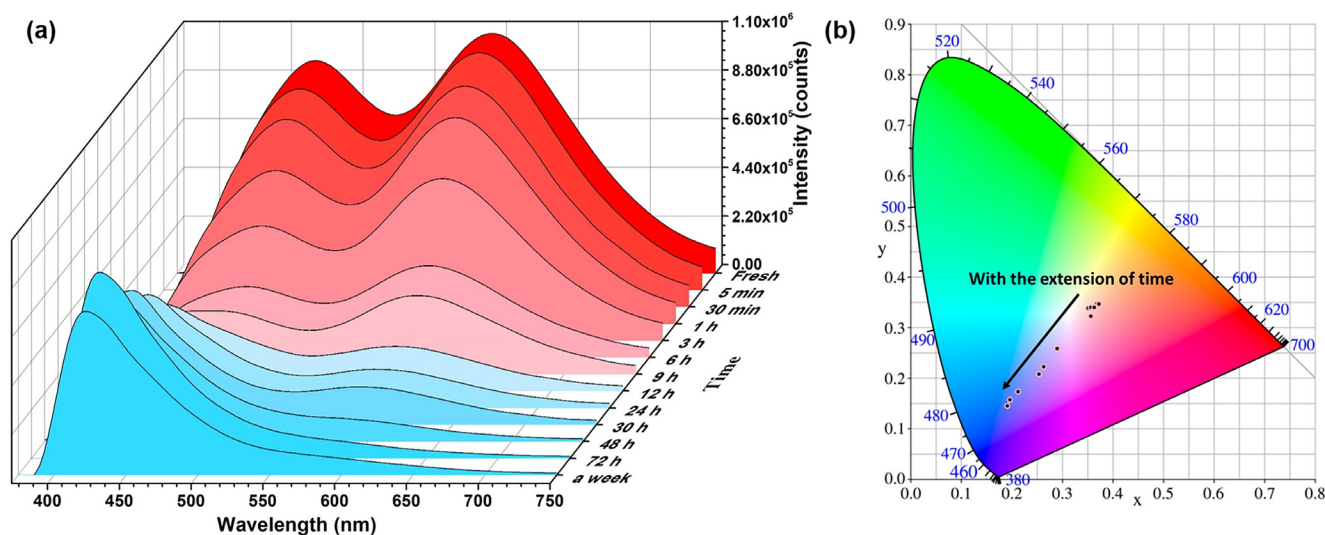 (a)
1.10x10⁶
8.80x10⁵
6.60x10⁵
4.40x10⁵
2.20x10⁵
0.00
Intensity (counts)
Fresh
5 min
30 min
1 h
3 h
6 h
9 h
12 h
24 h
30 h
48 h
72 h
a week
Time
400 450 500 550 600 650 700 750
Wavelength (nm)
(b)
0.9
0.8
0.7
0.6
0.5
0.4
0.3
0.2
0.1
0.0
y
0.0 0.1 0.2 0.3 0.4 0.5 0.6 0.7 0.8
x
520
540
560
580
600
620
700
500
490
480
470
460
380
With the extension of time